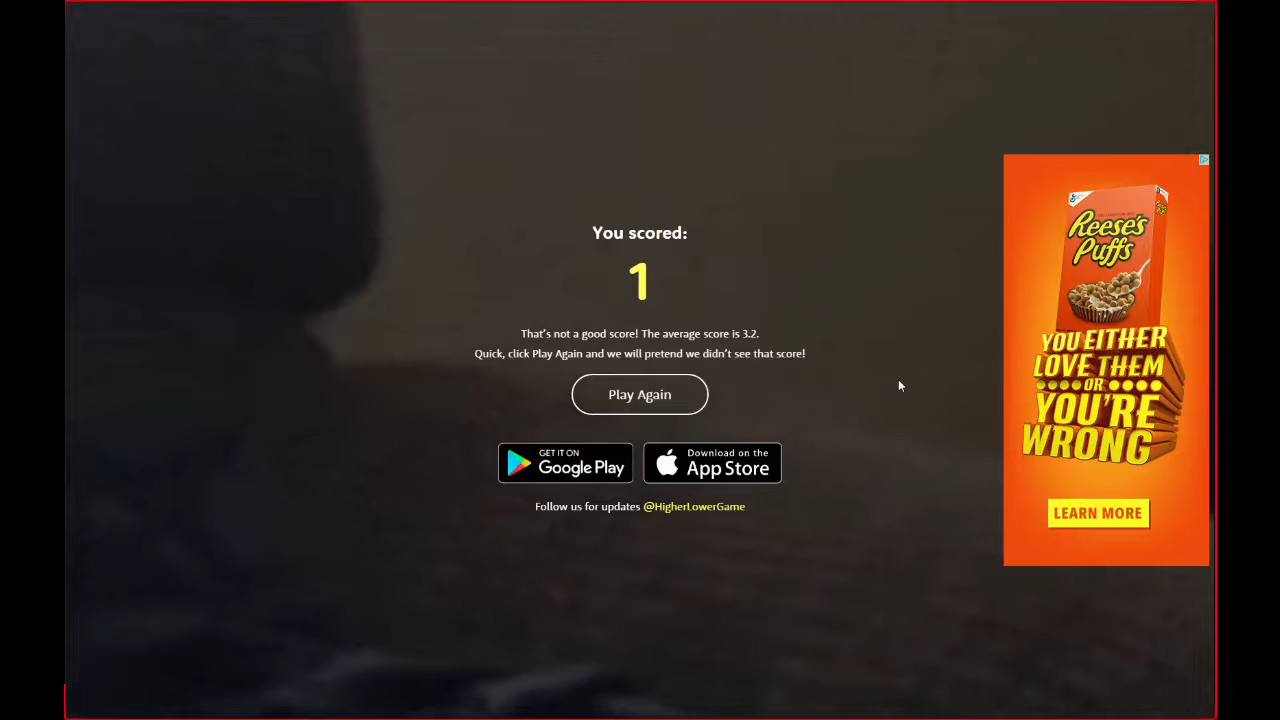 You scored:
1
That's not a good score! The average score is 3.2.
Quick, click Play Again and we will pretend we didn't see that score!
Play Again
GET IT ON
Google Play
Download on the
App Store
Follow us for updates @HigherLowerGame
Reese's
Puffs
YOU EITHER
LOVE THEM
OR
YOU'RE
WRONG
LEARN MORE